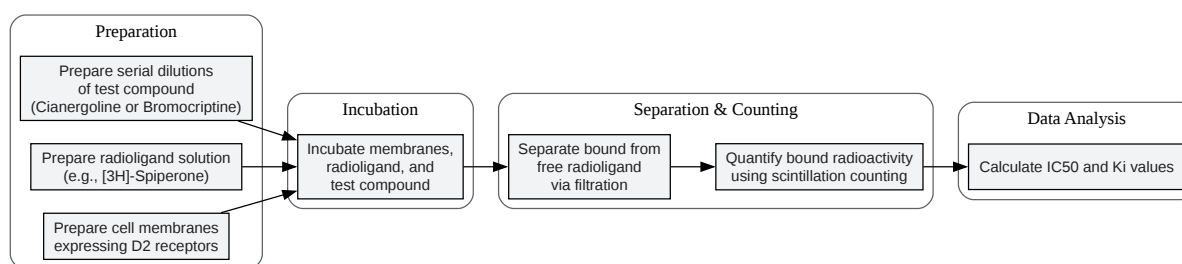 Preparation
Prepare serial dilutions
of test compound
(Cianergoline or Bromocriptine)
Prepare radioligand solution
(e.g., [3H]-Spiperone)
Prepare cell membranes
expressing D2 receptors
Incubation
Incubate membranes,
radioligand, and
test compound
Separation & Counting
Separate bound from
free radioligand
via filtration
Quantify bound radioactivity
using scintillation counting
Data Analysis
Calculate IC50 and Ki values